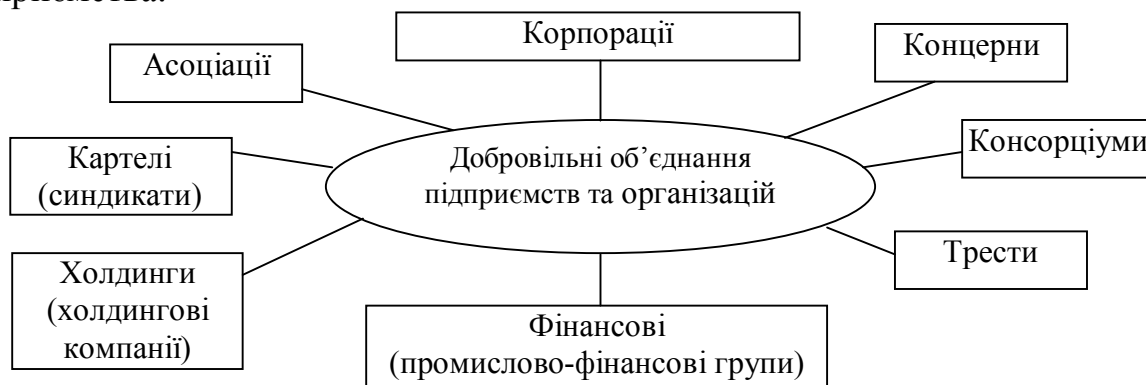 Корпорації
Концерни
Асоціації
Консорціуми
Добровільні об’єднання
підприємств та організацій
Картелі
(синдикати)
Трести
Холдинги
(холдингові
компанії)
Фінансові
(промислово-фінансові групи)